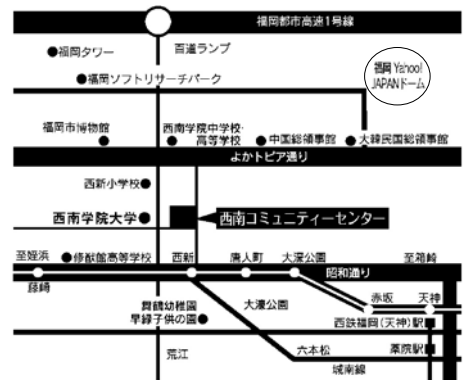 福岡都市高速1号線
福岡タワー
百道ランプ
福岡 Yahoo!
JAPANドーム
福岡ソフトリサーチパーク
福岡市博物館
西南学院中学校・
高等学校
中国総領事館
大韓民国総領事館
よかトピア通り
西新小学校
西南学院大学
西南コミュニティーセンター
至姪浜
修猷館高等学校
西新
唐人町
大濠公園
至箱崎
昭和通り
藤崎
赤坂
天神
舞鶴幼稚園
早緑子供の園
大濠公園
西鉄福岡(天神)駅
荒江
六本松
薬院駅
城南線